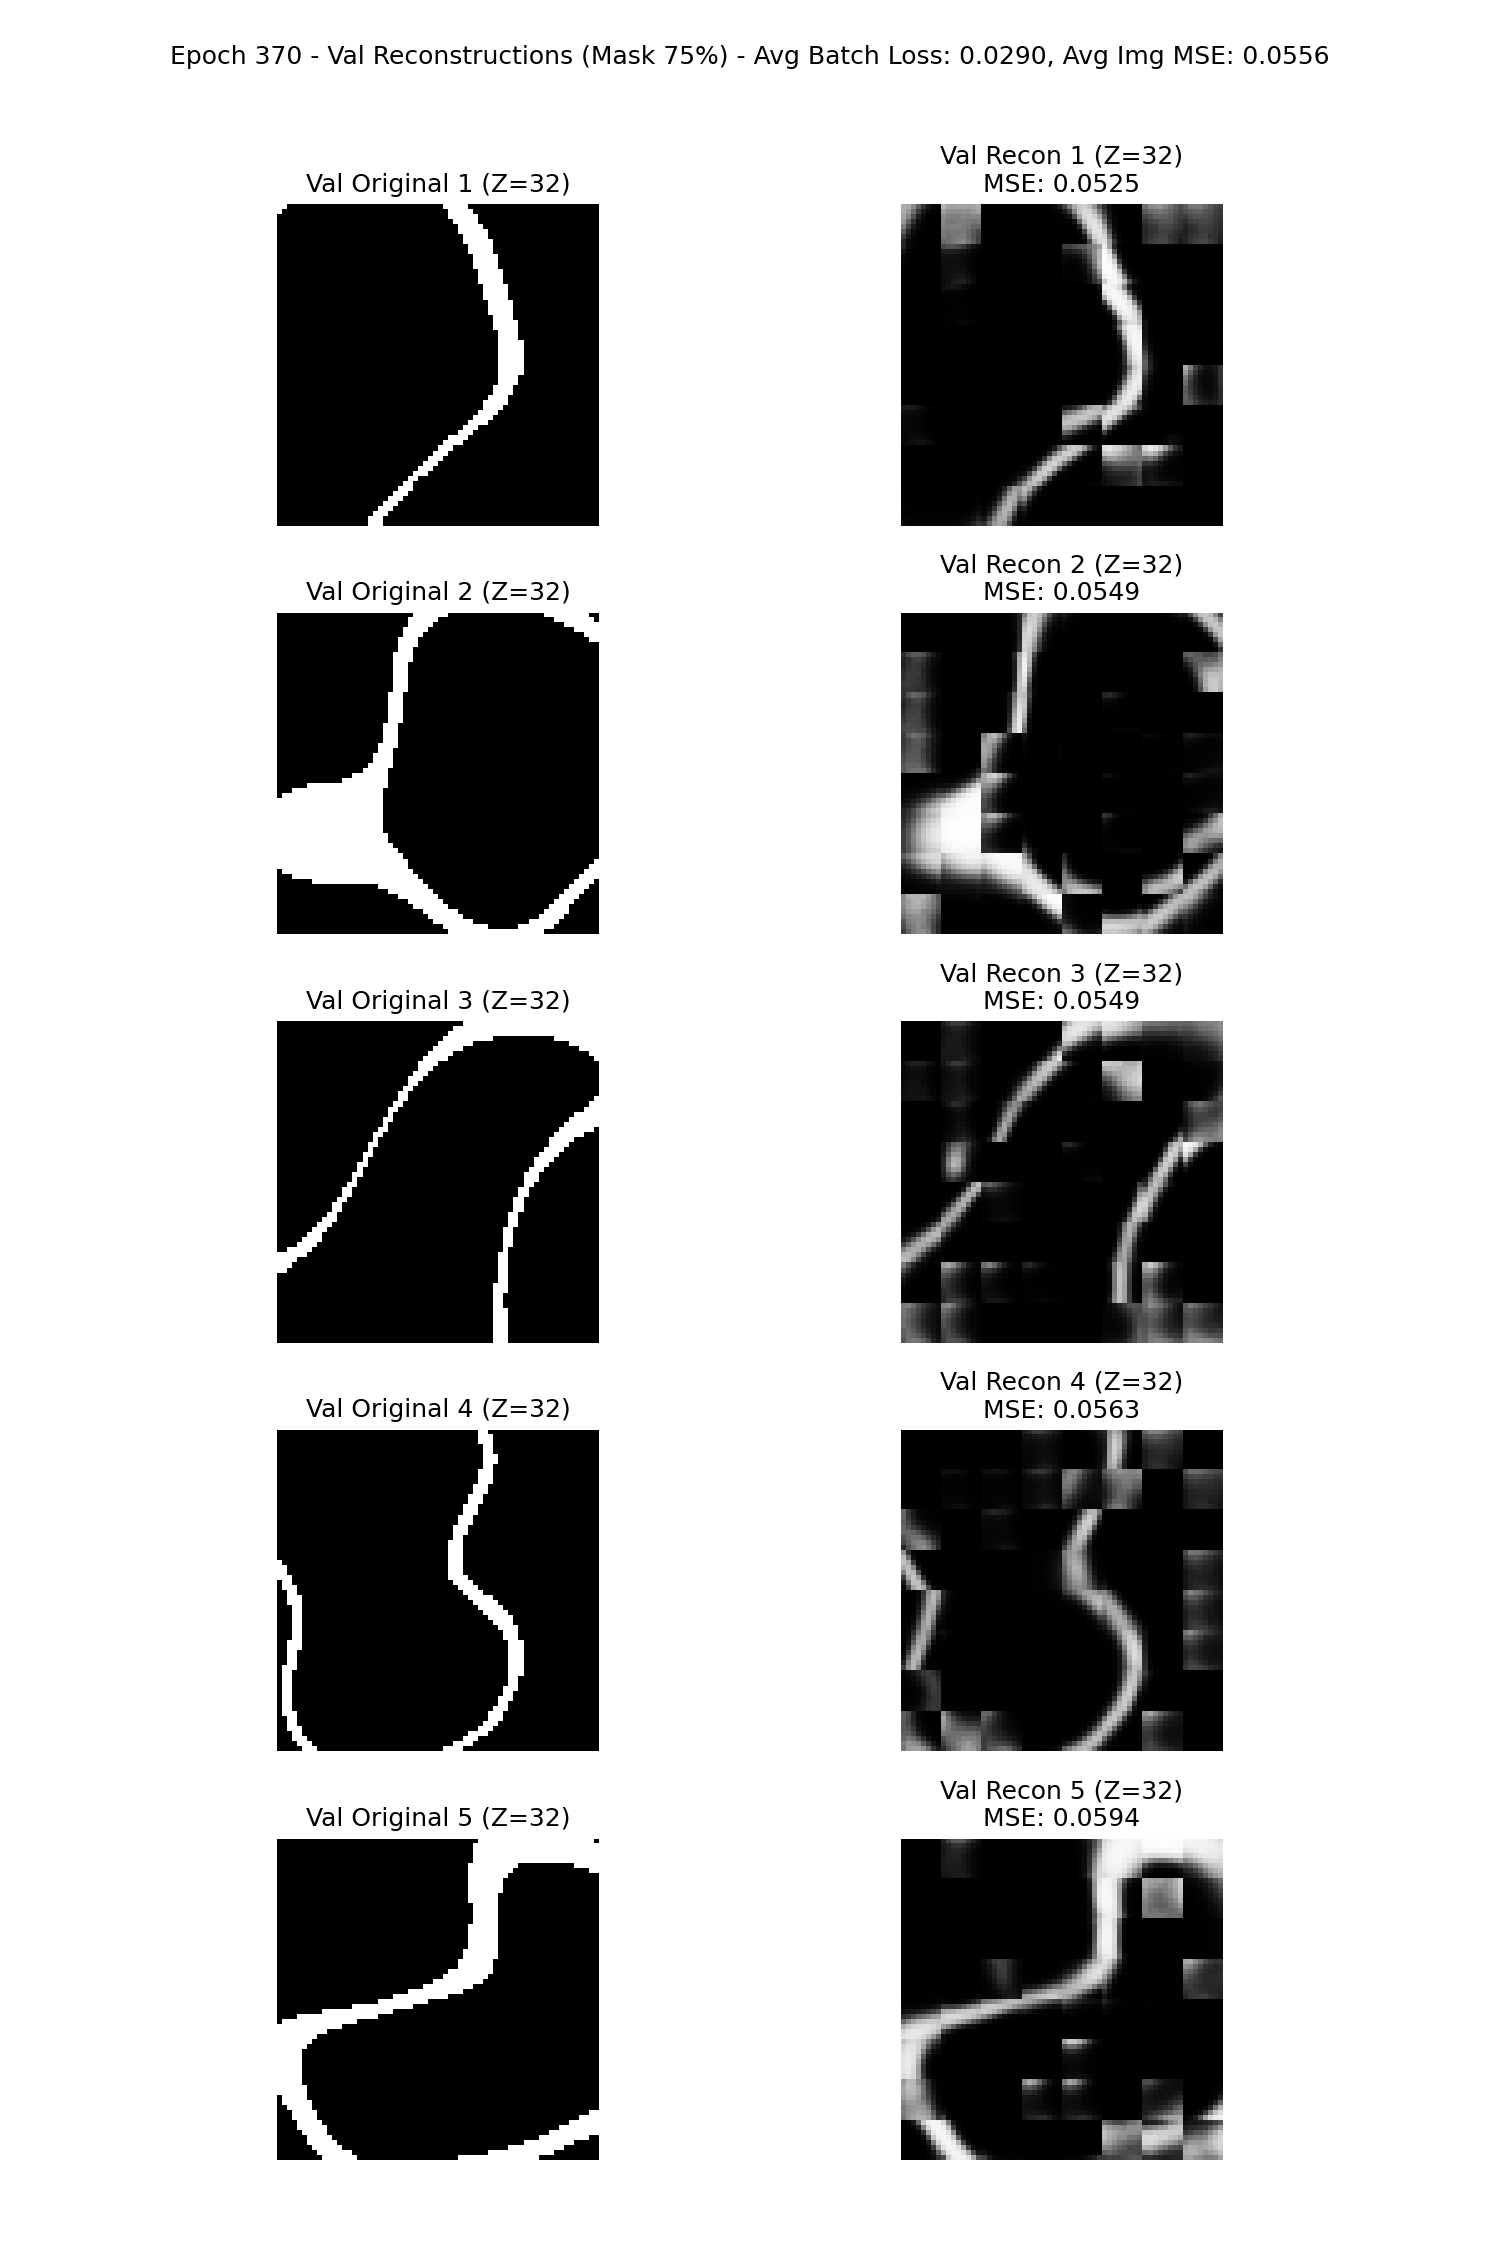 Epoch 370 - Val Reconstructions (Mask 75%) - Avg Batch Loss: 0.0290, Avg Img MSE: 0.0556
Val Original 1 (Z=32)
Val Recon 1 (Z=32)
MSE: 0.0525
Val Original 2 (Z=32)
Val Recon 2 (Z=32)
MSE: 0.0549
Val Original 3 (Z=32)
Val Recon 3 (Z=32)
MSE: 0.0549
Val Original 4 (Z=32)
Val Recon 4 (Z=32)
MSE: 0.0563
Val Original 5 (Z=32)
Val Recon 5 (Z=32)
MSE: 0.0594